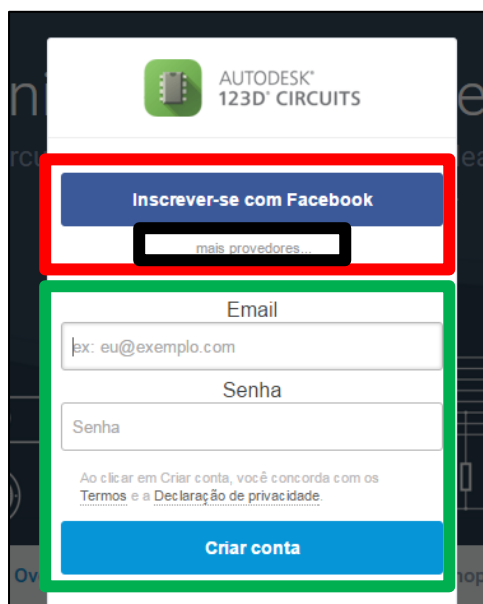 AUTODESK®
123D® CIRCUITS
Inscrever-se com Facebook
mais provedores...
Email
ex: eu@exemplo.com
Senha
Senha
Ao clicar em Criar conta, você concorda com os
Termos e a Declaração de privacidade.
Criar conta